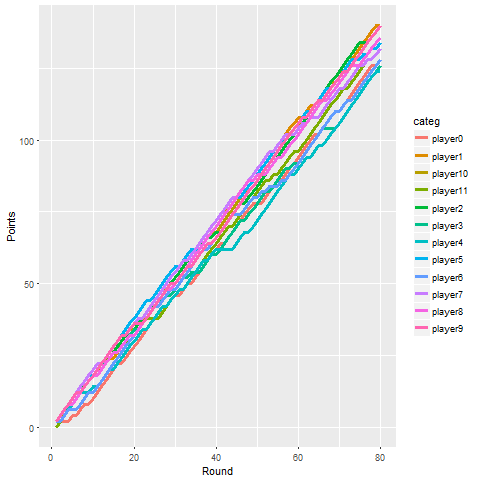 Points
100
50
0
0
20
40
60
80
Round
categ
player0
player1
player10
player11
player2
player3
player4
player5
player6
player7
player8
player9